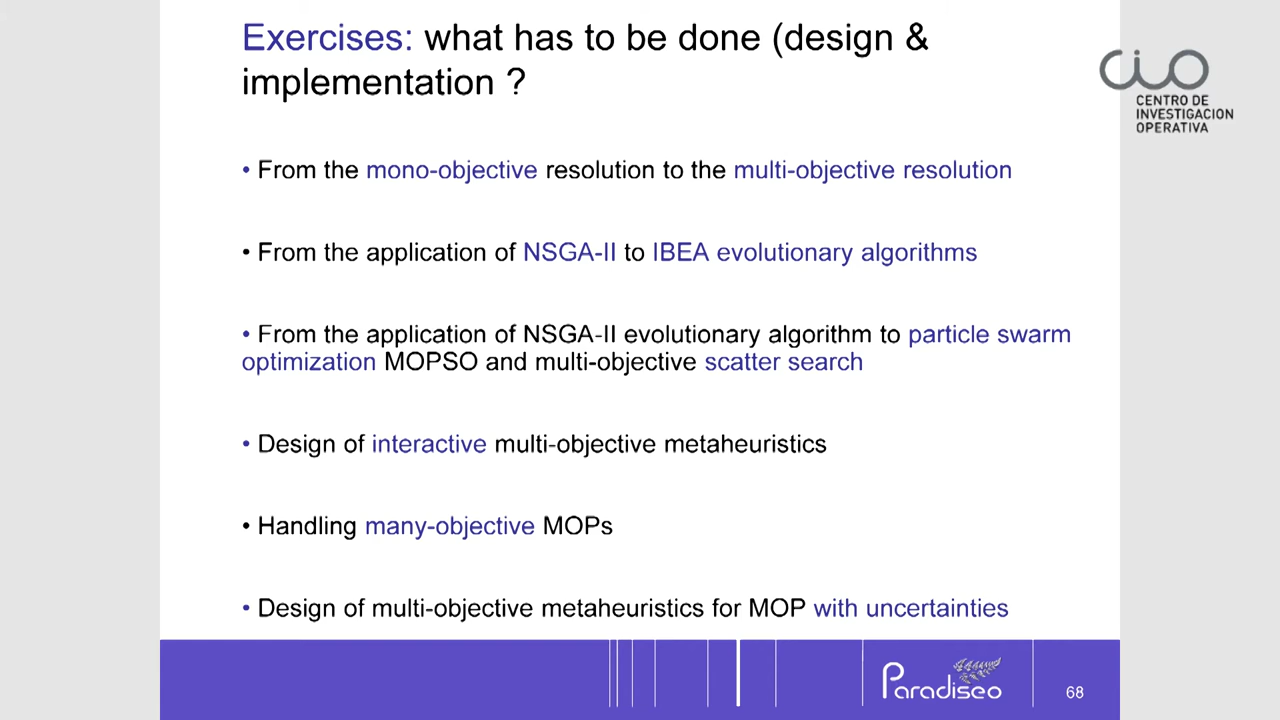 Exercises: what has to be done (design &
implementation ?
CIO
CENTRO DE
INVESTIGACION
OPERATIVA
• From the mono-objective resolution to the multi-objective resolution
• From the application of NSGA-II to IBEA evolutionary algorithms
• From the application of NSGA-II evolutionary algorithm to particle swarm
optimization MOPSO and multi-objective scatter search
• Design of interactive multi-objective metaheuristics
• Handling many-objective MOPs
• Design of multi-objective metaheuristics for MOP with uncertainties
Paradiseo
68